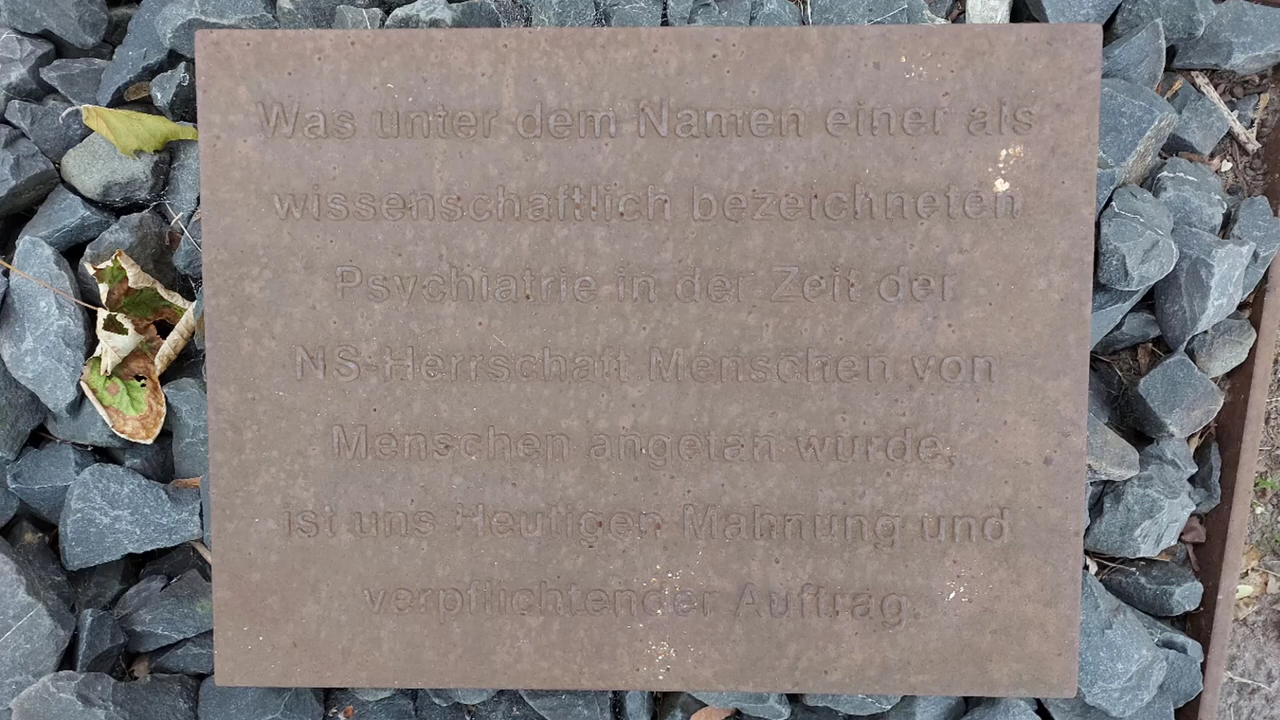 Was unter dem Namen einer als
wissenschaftlich bezeichneten
Psychiatrie in der Zeit der
NS-Herrschaft Menschen von
Menschen angetan wurde,
ist uns Heutigen Mahnung und
verpflichtender Auftrag.